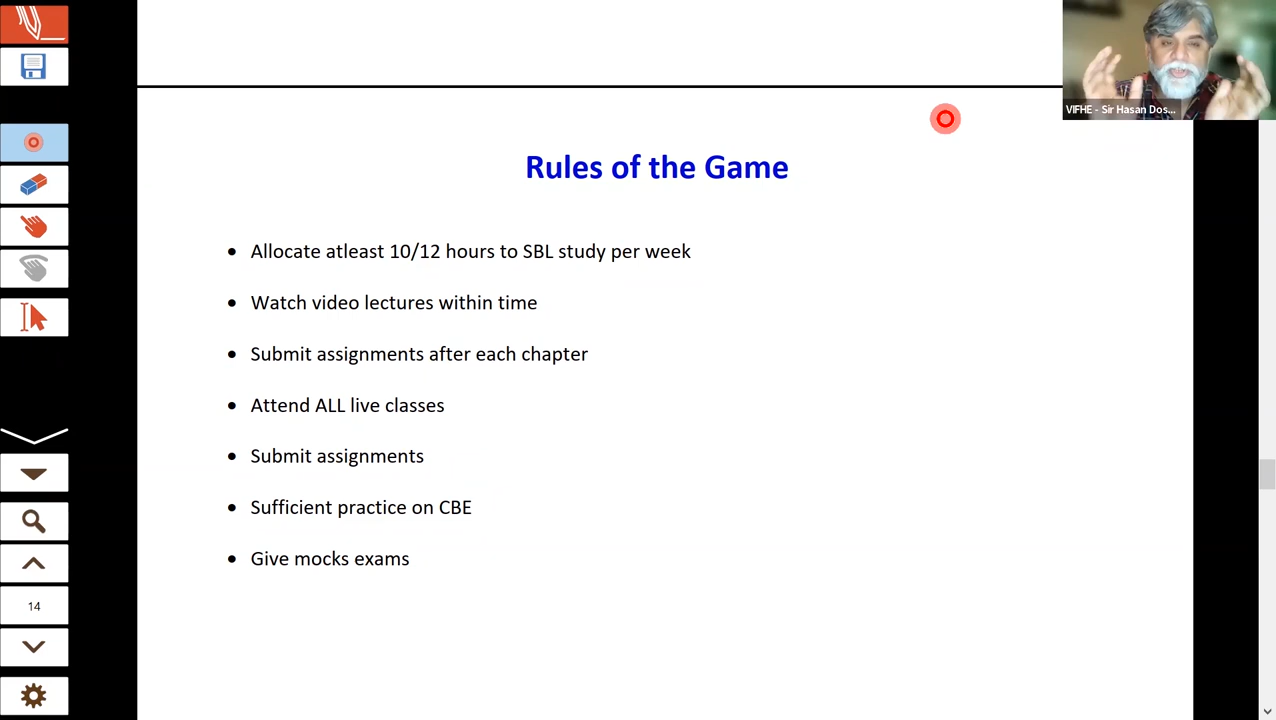 VIFHE - Sir Hasan Dos...
Rules of the Game
• Allocate atleast 10/12 hours to SBL study per week
• Watch video lectures within time
• Submit assignments after each chapter
• Attend ALL live classes
• Submit assignments
• Sufficient practice on CBE
• Give mocks exams
14